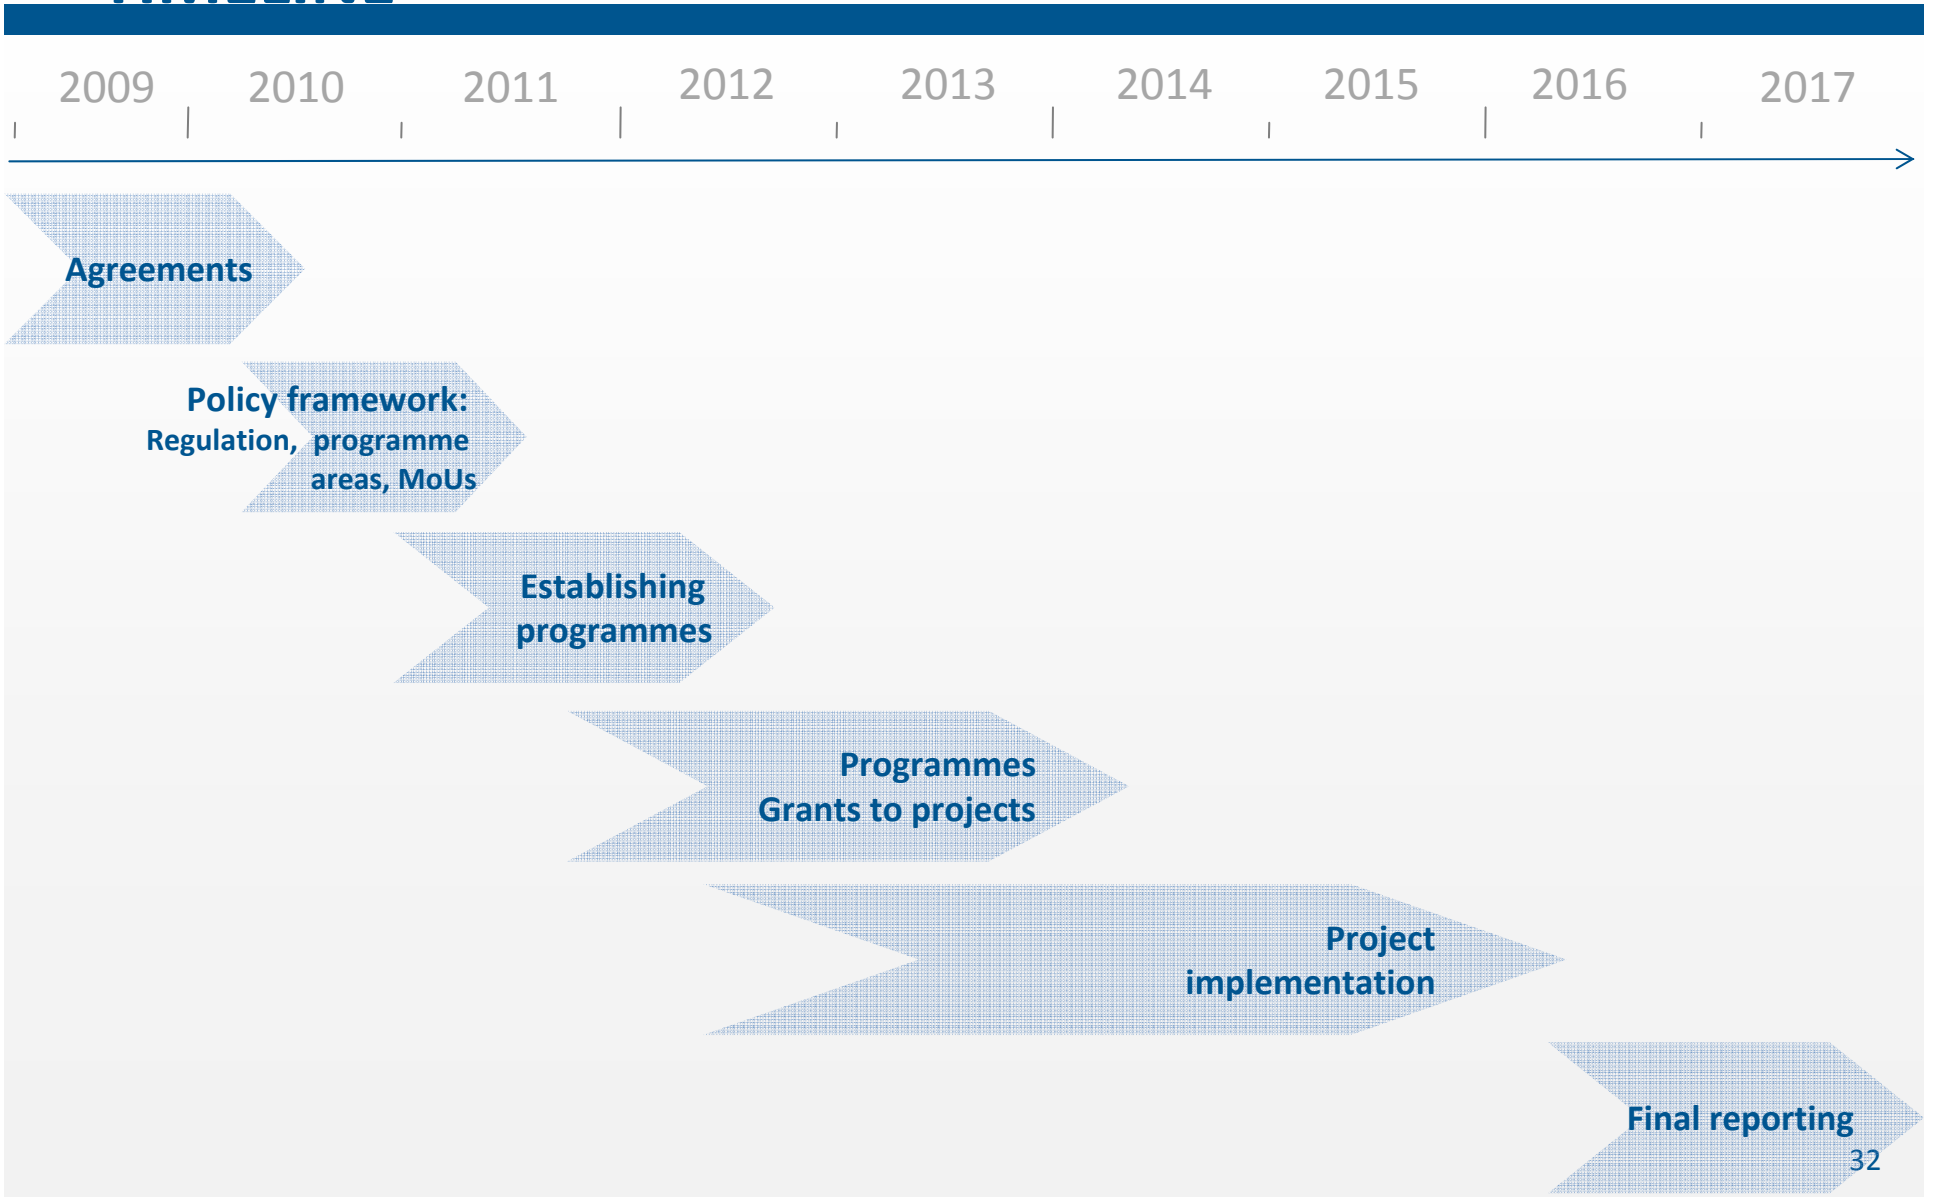 2009 2010 2011 2012 2013 2014 2015 2016 2017
Agreements
Policy framework:
Regulation, programme
areas, MoUs
Establishing
programmes
Programmes
Grants to projects
Project
implementation
Final reporting
32